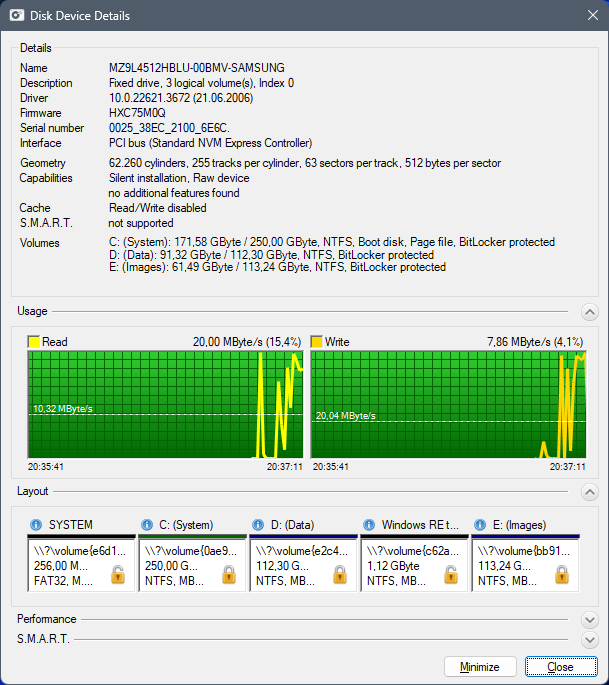 Disk Device Details
Details
Name MZ9L4512HBLU-00BMV-SAMSUNG
Description Fixed drive, 3 logical volume(s), Index 0
Driver 10.0.22621.3672 (21.06.2006)
Firmware HXC75M0Q
Serial number 0025_38EC_2100_6E6C.
Interface PCI bus (Standard NVM Express Controller)
Geometry 62.260 cylinders, 255 tracks per cylinder, 63 sectors per track, 512 bytes per sector
Capabilities Silent installation, Raw device
no additional features found
Cache Read/Write disabled
S.M.A.R.T. not supported
Volumes C: (System): 171,58 GByte / 250,00 GByte, NTFS, Boot disk, Page file, BitLocker protected
D: (Data): 91,32 GByte / 112,30 GByte, NTFS, BitLocker protected
E: (Images): 61,49 GByte / 113,24 GByte, NTFS, BitLocker protected
Usage
Read 20,00 MByte/s (15,4%) Write 7,86 MByte/s (4,1%)
10,32 MByte/s 20,04 MByte/s
20:35:41 20:37:11 20:35:41 20:37:11
Layout
SYSTEM C: (System) D: (Data) Windows RE t... E: (Images)
\\?\volume{e6d1... \\?\volume{0ae9... \\?\volume{e2c4... \\?\volume{c62a... \\?\volume{bb91...
256,00 M... 250,00 G... 112,30 G... 1,12 GByte 113,24 G...
FAT32, M.... NTFS, MB... NTFS, MB... NTFS, MB... NTFS, MB...
Performance
S.M.A.R.T.
Minimize Close